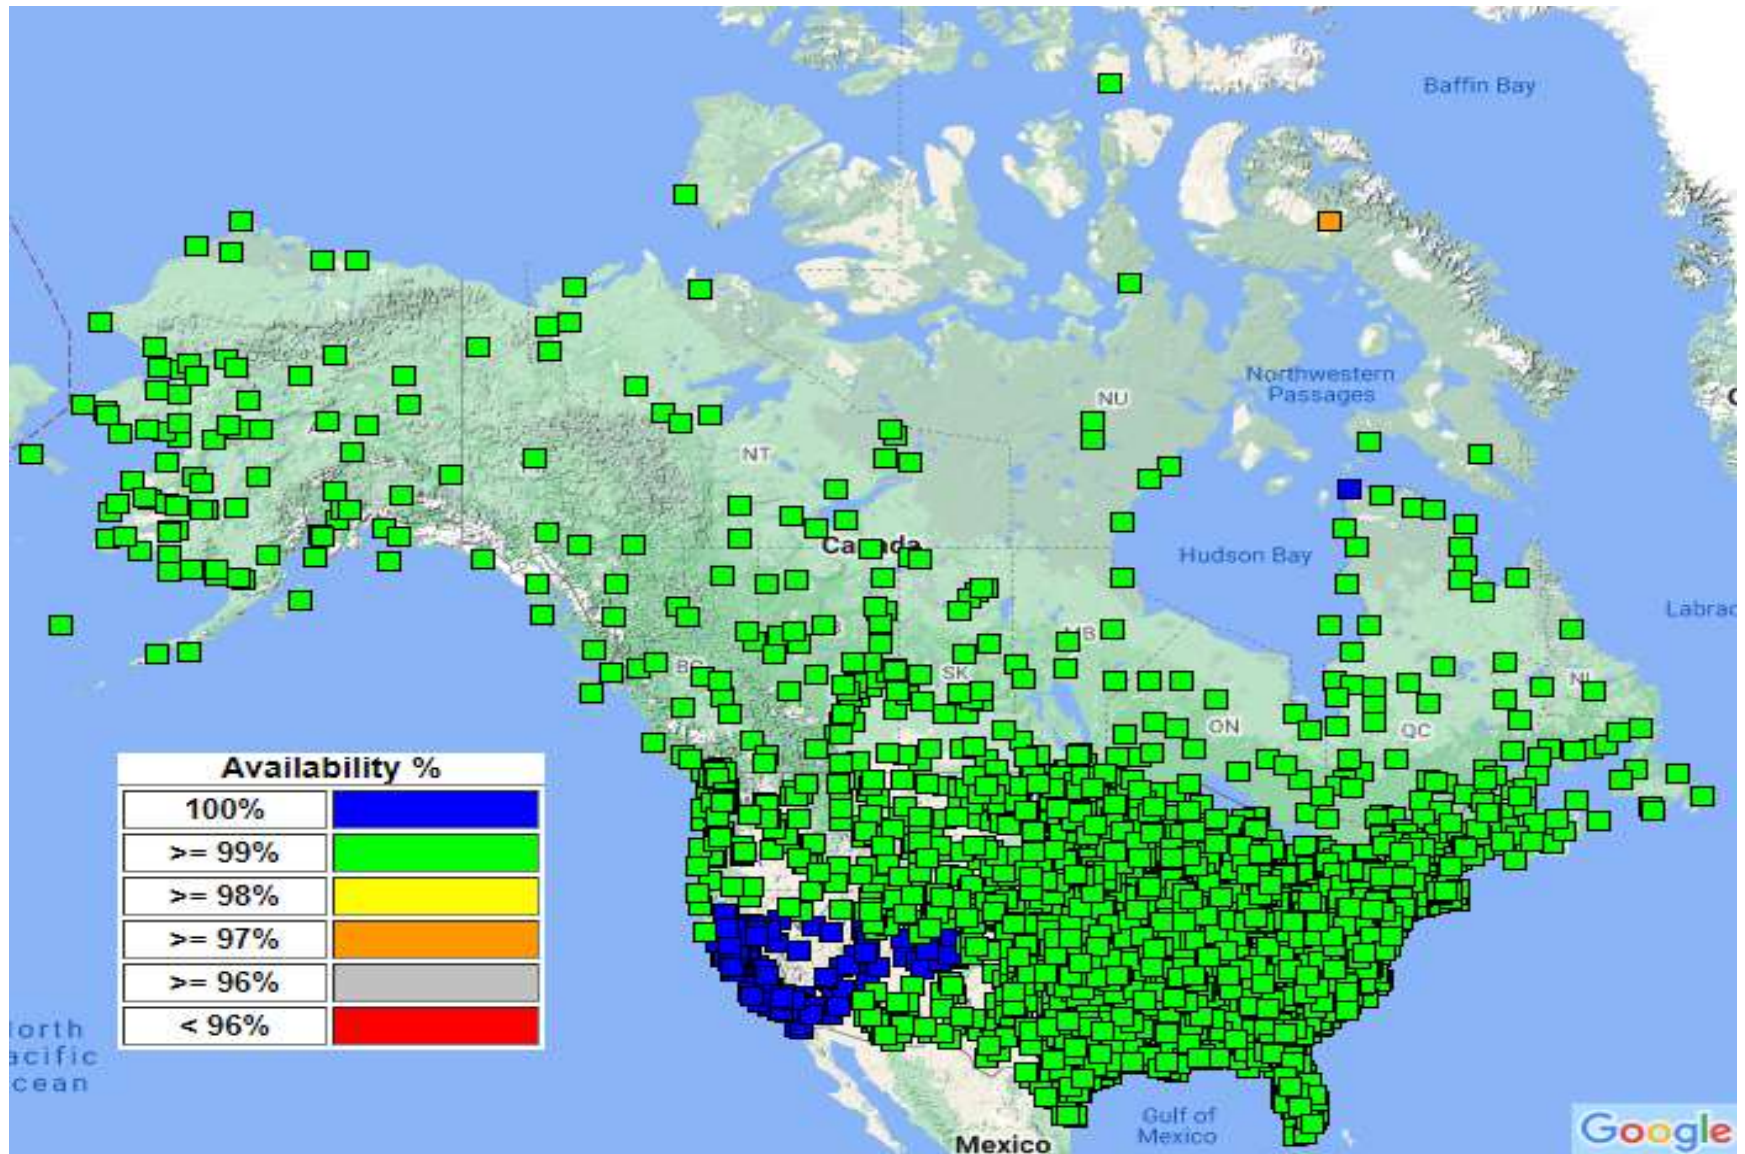 Baffin Bay
Northwestern
Passages
NU
NT
Canada
Hudson Bay
Labrac
MB
BC
SK
NL
ON
QC
Availability %
100%
>= 99%
>= 98%
>= 97%
>= 96%
< 96%
orth
acific
cean
Gulf of
Mexico
Mexico
Google